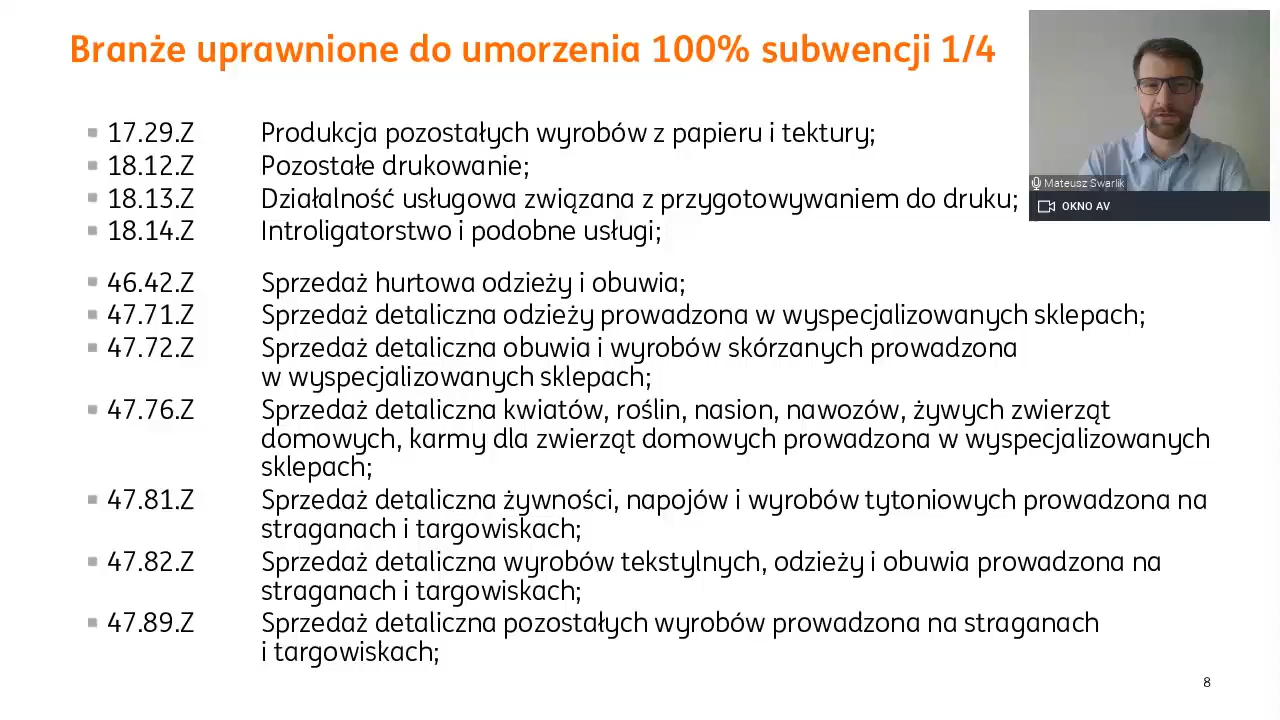 Branże uprawnione do umorzenia 100% subwencji 1/4
17.29.Z Produkcja pozostałych wyrobów z papieru i tektury;
18.12.Z Pozostałe drukowanie;
18.13.Z Działalność usługowa związana z przygotowywaniem do druku;
18.14.Z Introligatorstwo i podobne usługi;
46.42.Z Sprzedaż hurtowa odzieży i obuwia;
47.71.Z Sprzedaż detaliczna odzieży prowadzona w wyspecjalizowanych sklepach;
47.72.Z Sprzedaż detaliczna obuwia i wyrobów skórzanych prowadzona
w wyspecjalizowanych sklepach;
47.76.Z Sprzedaż detaliczna kwiatów, roślin, nasion, nawozów, żywych zwierząt
domowych, karmy dla zwierząt domowych prowadzona w wyspecjalizowanych
sklepach;
47.81.Z Sprzedaż detaliczna żywności, napojów i wyrobów tytoniowych prowadzona na
straganach i targowiskach;
47.82.Z Sprzedaż detaliczna wyrobów tekstylnych, odzieży i obuwia prowadzona na
straganach i targowiskach;
47.89.Z Sprzedaż detaliczna pozostałych wyrobów prowadzona na straganach
i targowiskach;
Mateusz Swarlik
OKNO AV
8